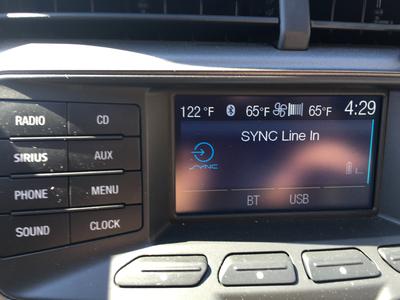 122 °F 65°F 65°F 4:29
SYNC Line In
SYNC
BT USB
RADIO CD
SIRIUS AUX
PHONE MENU
SOUND CLOCK